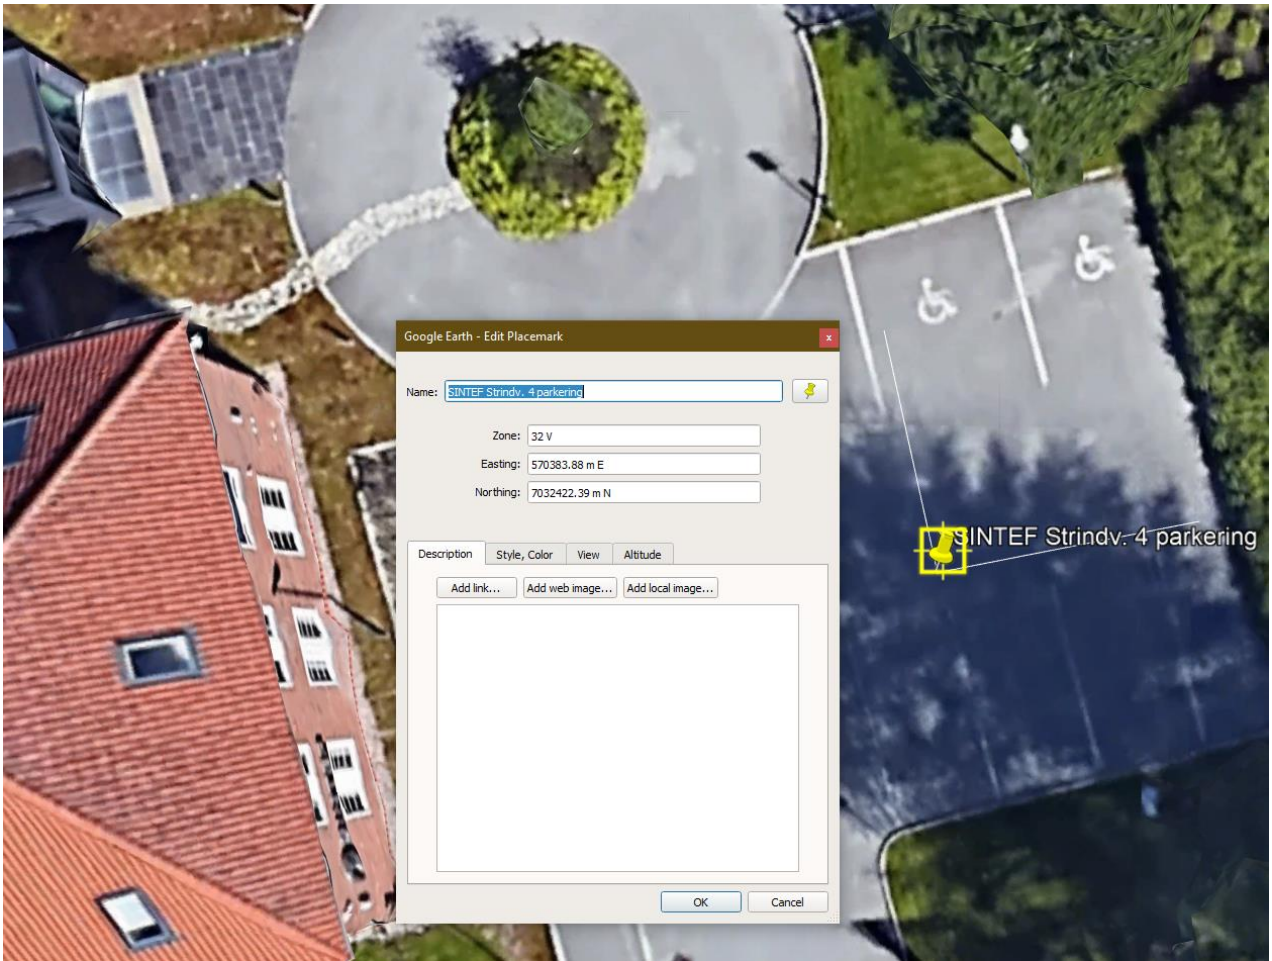 Google Earth - Edit Placemark
x
Name: SINTEF Strindv. 4 parkering
Zone: 32 V
Easting: 570383.88 m E
Northing: 7032422.39 m N
SINTEF Strindv. 4 parkering
Description Style, Color View Altitude
Add link... Add web image... Add local image...
OK Cancel